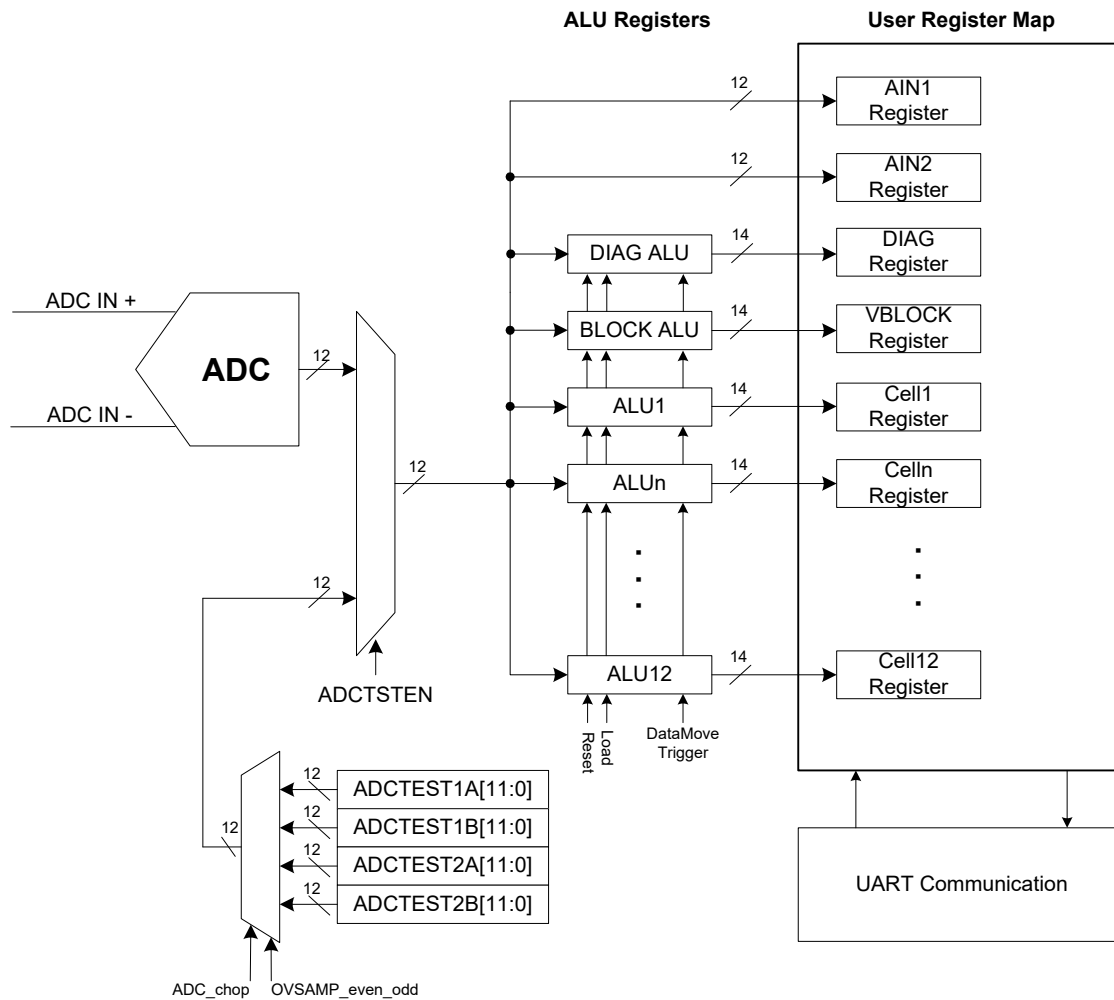 ALU Registers
User Register Map
12
AIN1
Register
12
AIN2
Register
DIAG ALU
14
DIAG
Register
ADC IN +
BLOCK ALU
14
VBLOCK
Register
ADC
12
ADC IN -
ALU1
14
Cell1
Register
12
ALUn
14
Celln
Register
12
ADCTSTEN
ALU12
14
Cell12
Register
Reset
Load
DataMove
Trigger
12
ADCTEST1A[11:0]
12
ADCTEST1B[11:0]
12
12
ADCTEST2A[11:0]
12
ADCTEST2B[11:0]
UART Communication
ADC_chop
OVSAMP_even_odd